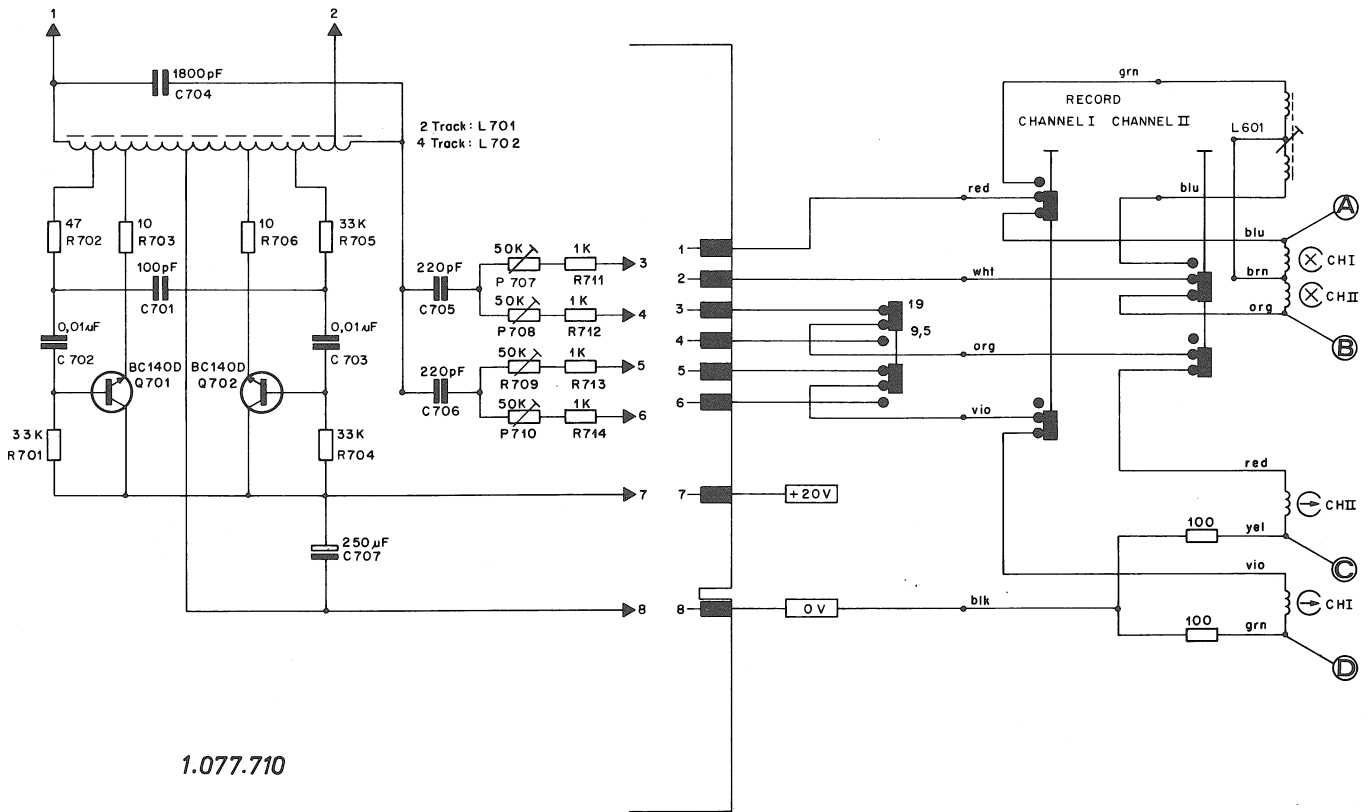 1
2
1800pF
C704
2 Track: L701
4 Track: L702
47
R702
10
R703
10
R706
33K
R705
100pF
C701
0,01µF
C702
0,01µF
C703
BC140D
Q701
BC140D
Q702
33K
R701
33K
R704
250µF
C707
220pF
C705
220pF
C706
50K
P707
1K
R711
3
50K
P708
1K
R712
4
50K
R709
1K
R713
5
50K
P710
1K
R714
6
7
8
1
2
3
4
5
6
7
8
19
9,5
+20V
0V
red
wht
org
vio
blk
grn
RECORD
CHANNEL I CHANNEL II
L601
blu
blu
brn
org
A
CHI
CHII
B
red
CHII
100
yel
C
vio
CHI
100
grn
D
1.077.710